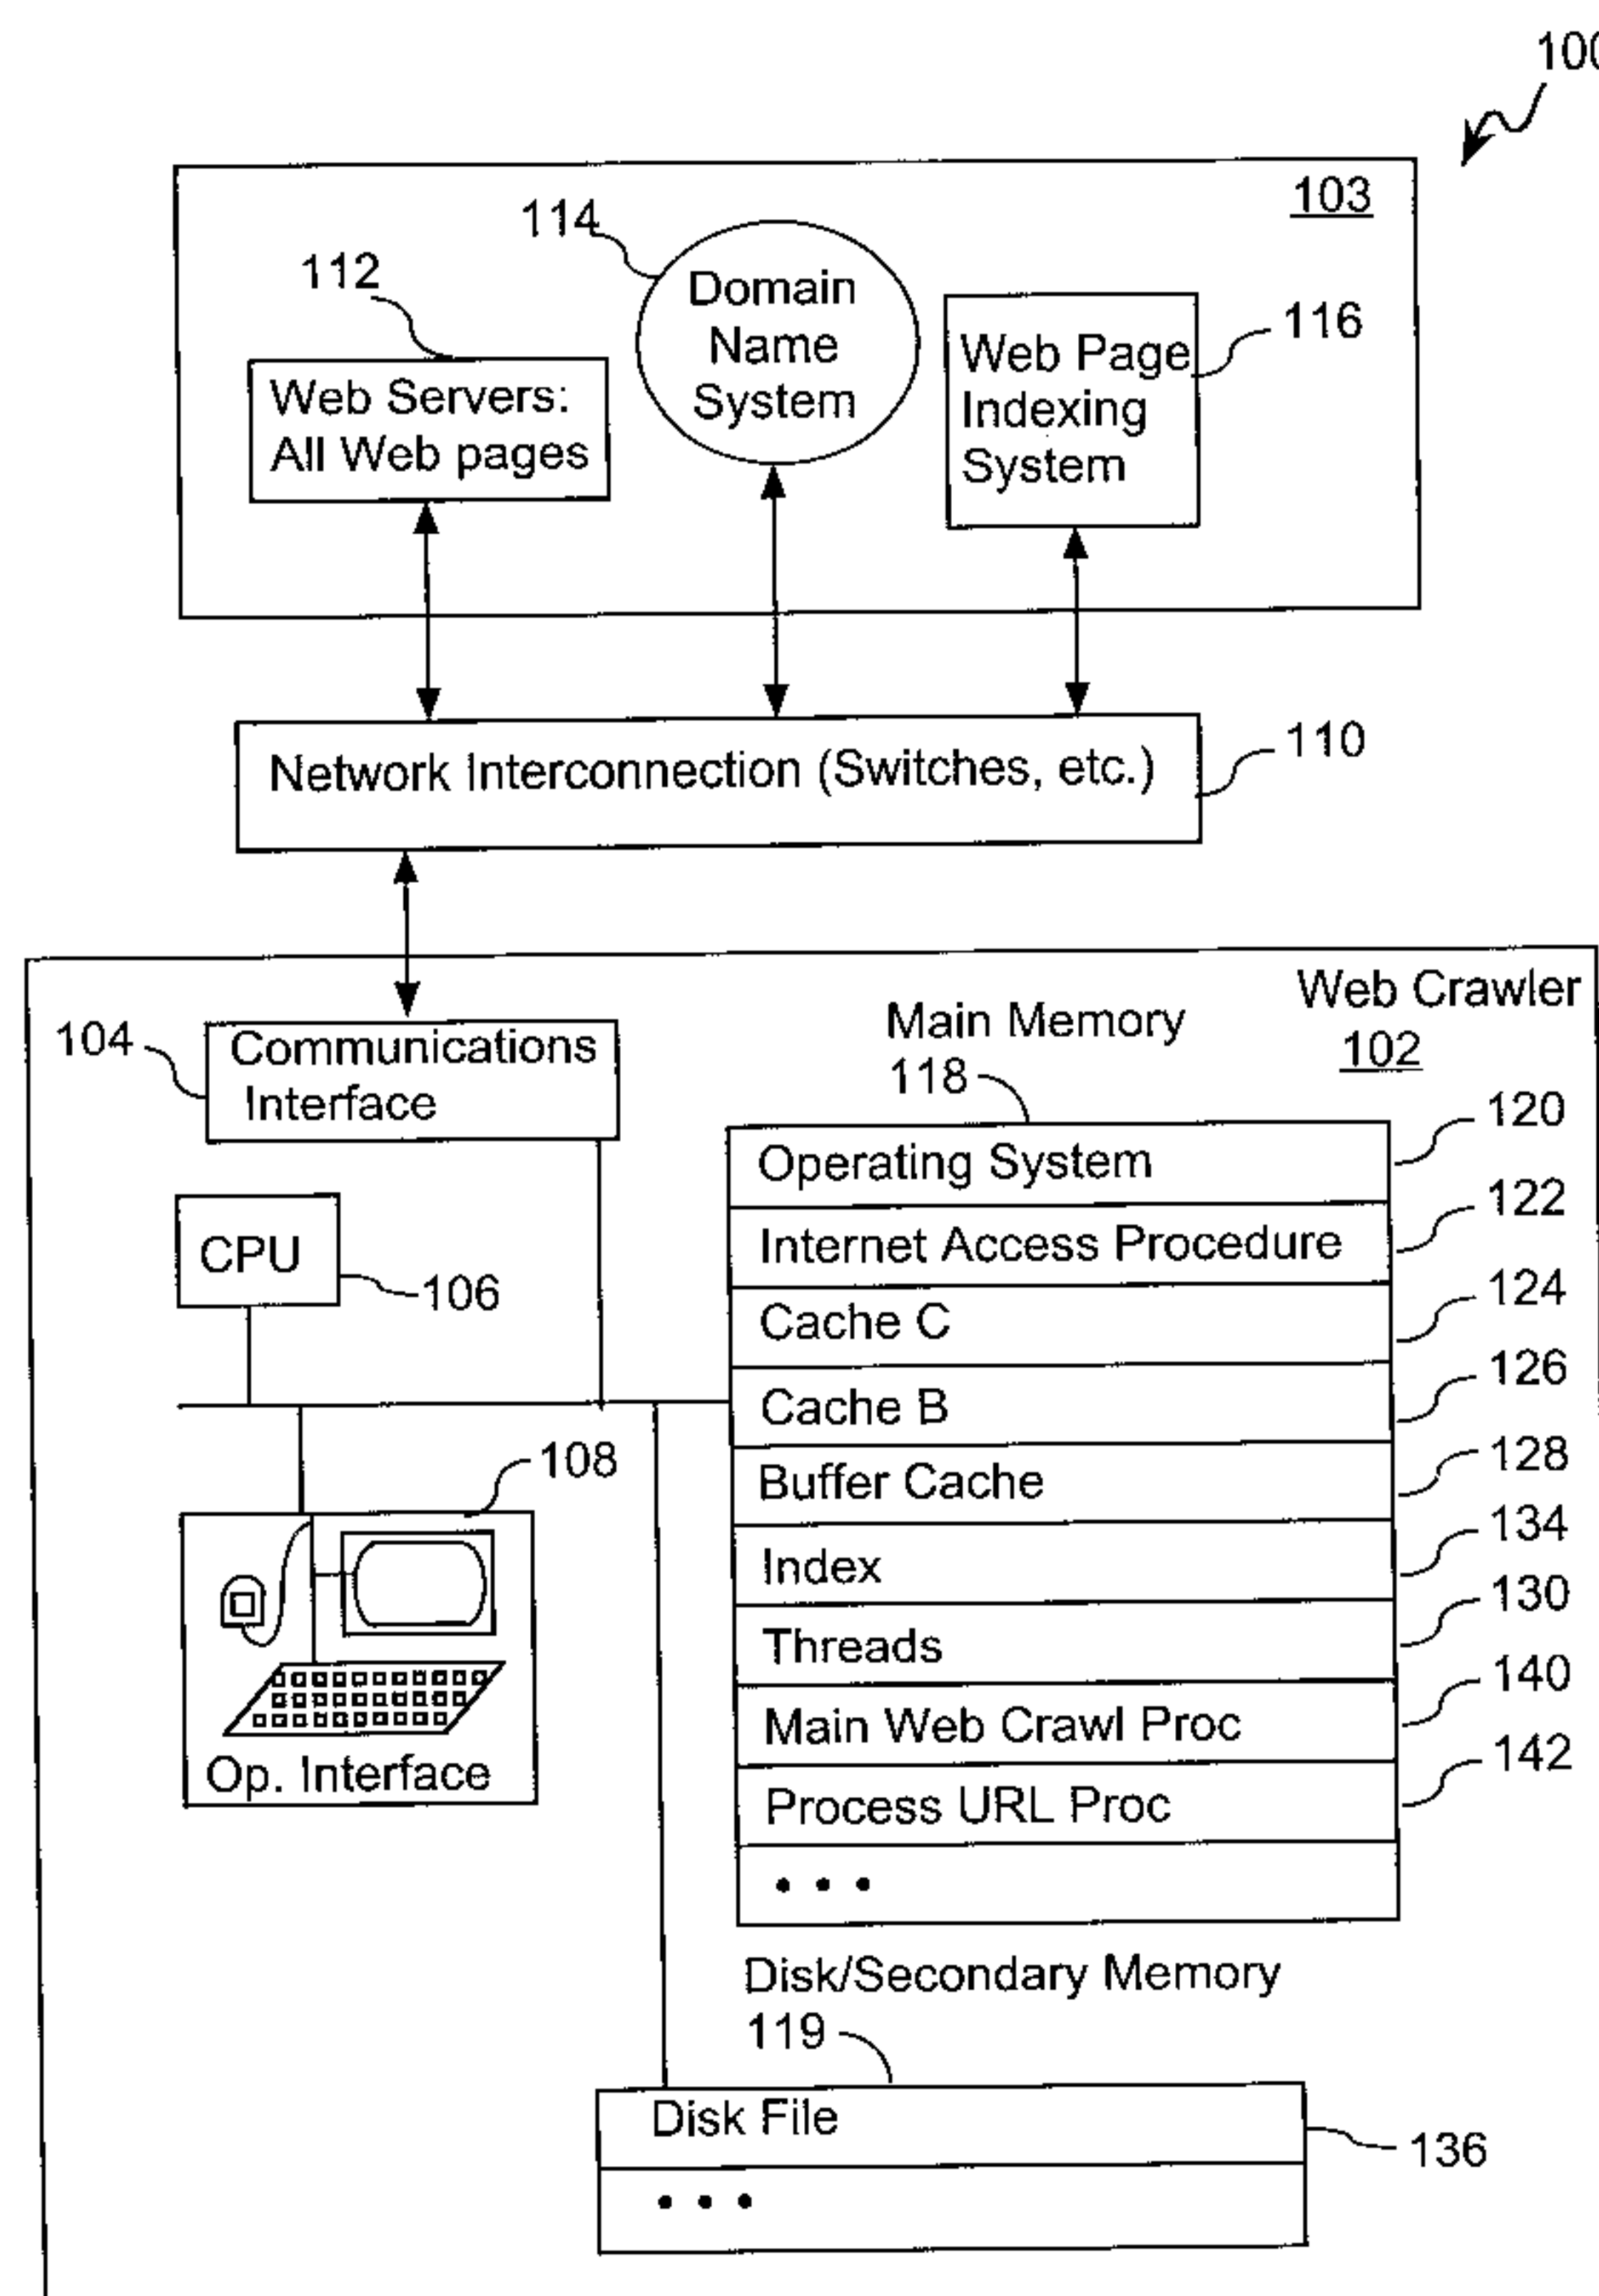 100
103
114
112
Domain
Name
System
116
Web Page
Indexing
System
Web Servers:
All Web pages
110
Network Interconnection (Switches, etc.)
Web Crawler
102
Main Memory
118
104
Communications
Interface
120
Operating System
122
Internet Access Procedure
CPU
106
124
Cache C
126
Cache B
108
128
Buffer Cache
134
Index
130
Threads
140
Main Web Crawl Proc
142
Op. Interface
Process URL Proc
• • •
Disk/Secondary Memory
119
Disk File
136
• • •